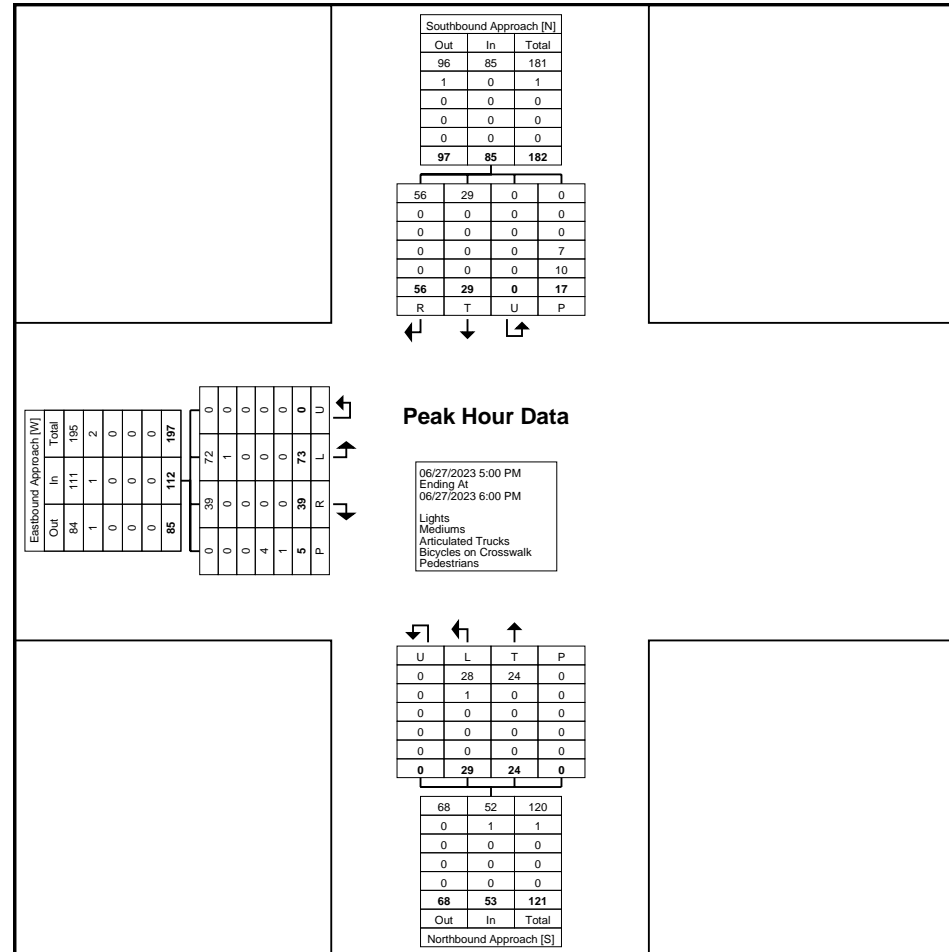 Southbound Approach [N]
Out In Total
96 85 181
1 0 1
0 0 0
0 0 0
0 0 0
97 85 182
56 29 0 0
0 0 0 0
0 0 0 0
0 0 0 7
0 0 0 10
56 29 0 17
R T U P
Eastbound Approach [W]
Total 195 2 0 0 0 197
In 111 1 0 0 0 112
Out 84 1 0 0 0 85
0 0 0 0 0 0 U
72 1 0 0 0 73 L
39 0 0 0 0 39 R
0 0 0 4 1 5 P
Peak Hour Data
06/27/2023 5:00 PM
Ending At
06/27/2023 6:00 PM
Lights
Mediums
Articulated Trucks
Bicycles on Crosswalk
Pedestrians
U L T P
0 28 24 0
0 1 0 0
0 0 0 0
0 0 0 0
0 0 0 0
0 29 24 0
68 52 120
0 1 1
0 0 0
0 0 0
0 0 0
68 53 121
Out In Total
Northbound Approach [S]